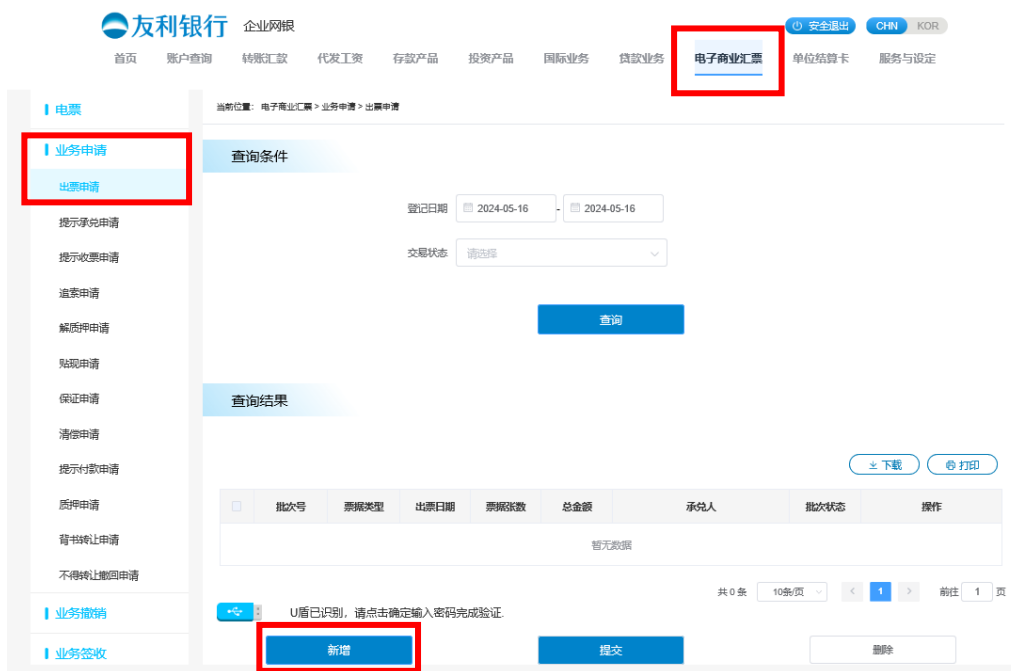 友利银行 企业网银 安全退出 CHN KOR
首页 账户查询 转账汇款 代发工资 存款产品 投资产品 国际业务 贷款业务 电子商业汇票 单位结算卡 服务与设定
电票
当前位置： 电子商业汇票 > 业务申请 > 出票申请
业务申请
查询条件
出票申请
登记日期 2024-05-16 - 2024-05-16
提示承兑申请
交易状态 请选择
提示收票申请
追索申请
查询
解质押申请
贴现申请
保证申请
查询结果
清偿申请
下载 打印
提示付款申请
质押申请
批次号 票据类型 出票日期 票据张数 总金额 承兑人 批次状态 操作
背书转让申请
暂无数据
不得转让撤回申请
共 0 条 10条/页 < 1 > 前往 1 页
业务撤销
U盾已识别，请点击确定输入密码完成验证.
业务签收
新增 提交 删除